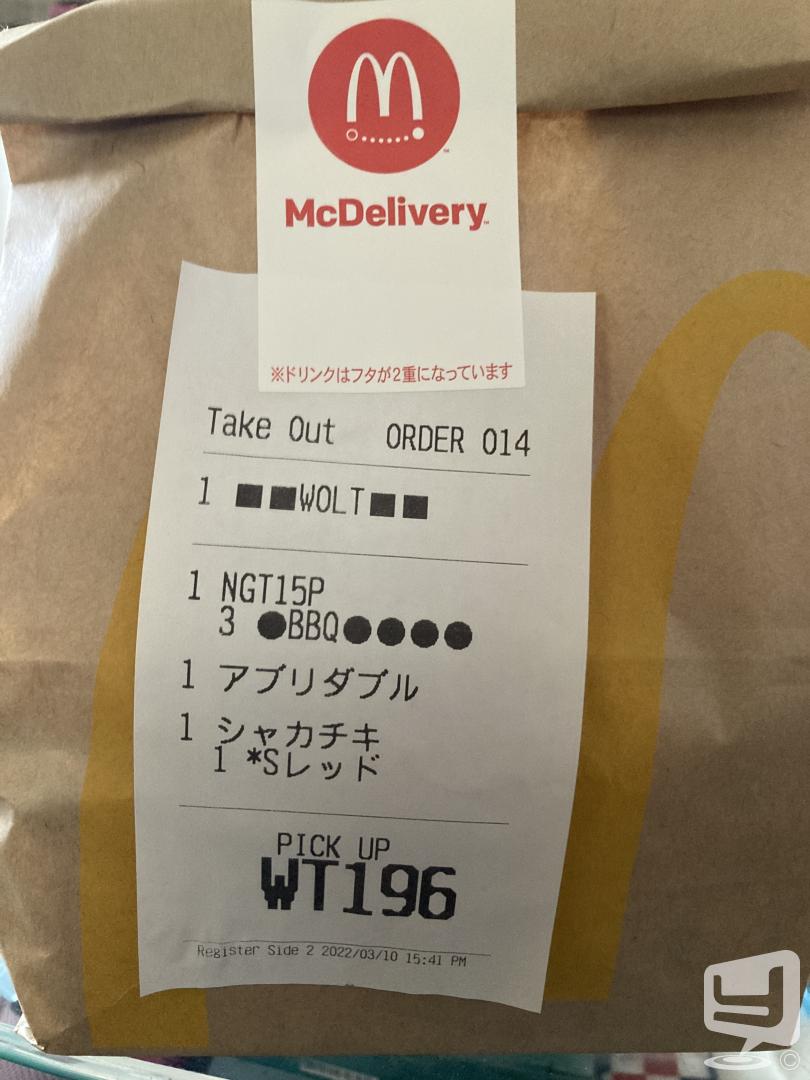 McDelivery
※ドリンクはフタが2重になっています
Take Out ORDER 014
1 ■■WOLT■■
1 NGT15P
3 ●BBQ●●●●
1 アブリダブル
1 シャカチキ
1 *Sレッド
PICK UP
WT196
Register Side 2 2022/03/10 15:41 PM